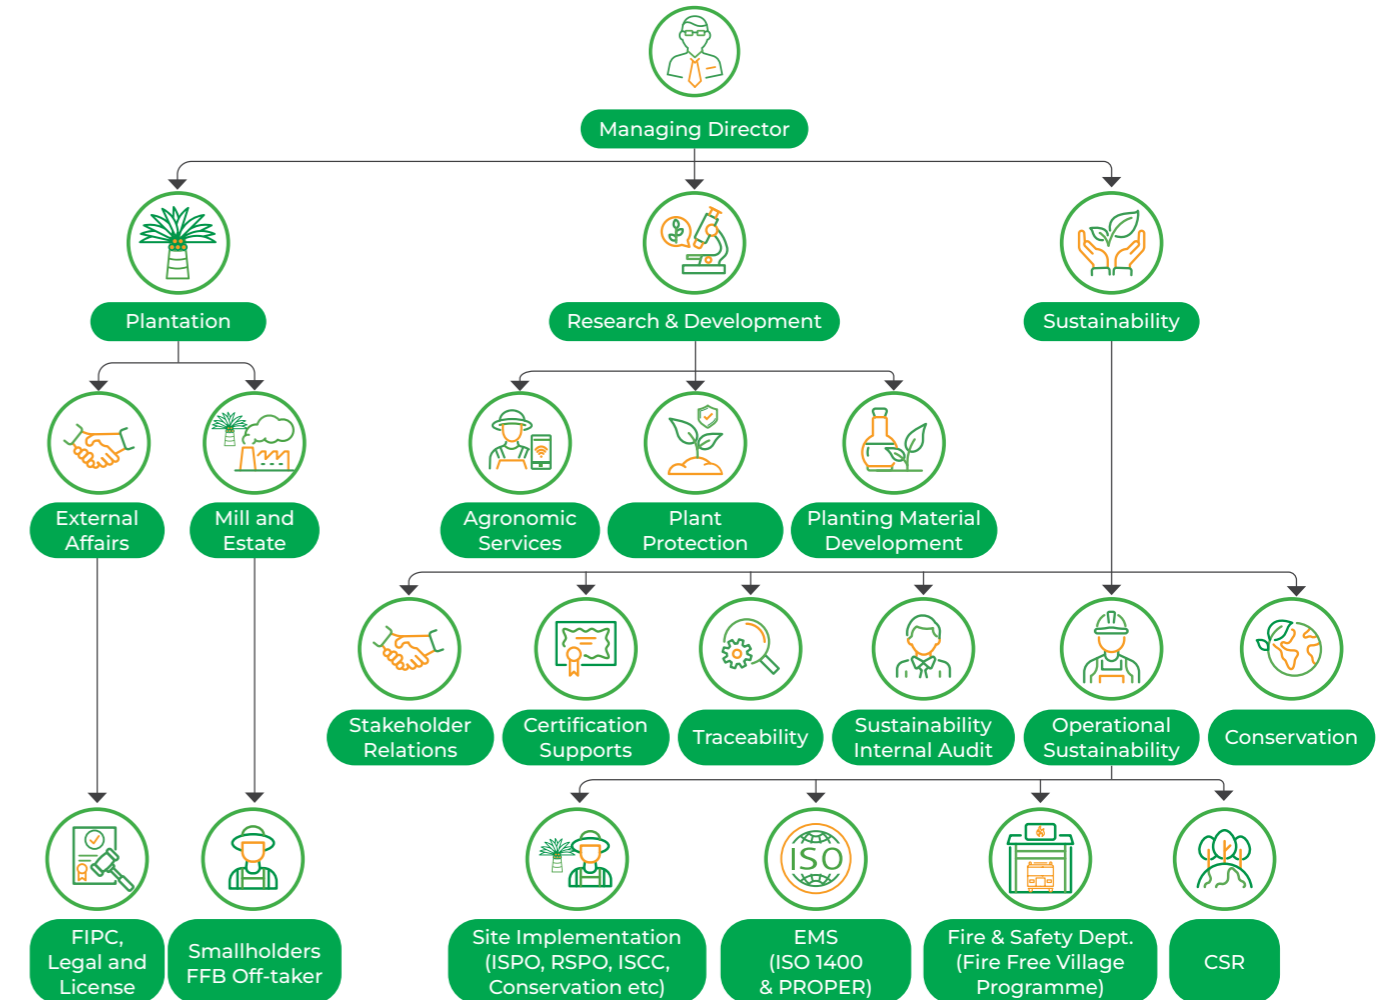 Managing Director
Plantation
Research & Development
Sustainability
External
Affairs
Mill and
Estate
Agronomic
Services
Plant
Protection
Planting Material
Development
Stakeholder
Relations
Certification
Supports
Traceability
Sustainability
Internal Audit
Operational
Sustainability
Conservation
ISO
FIPC,
Legal and
License
Smallholders
FFB Off-taker
Site Implementation
(ISPO, RSPO, ISCC,
Conservation etc)
EMS
(ISO 1400
& PROPER)
Fire & Safety Dept.
(Fire Free Village
Programme)
CSR